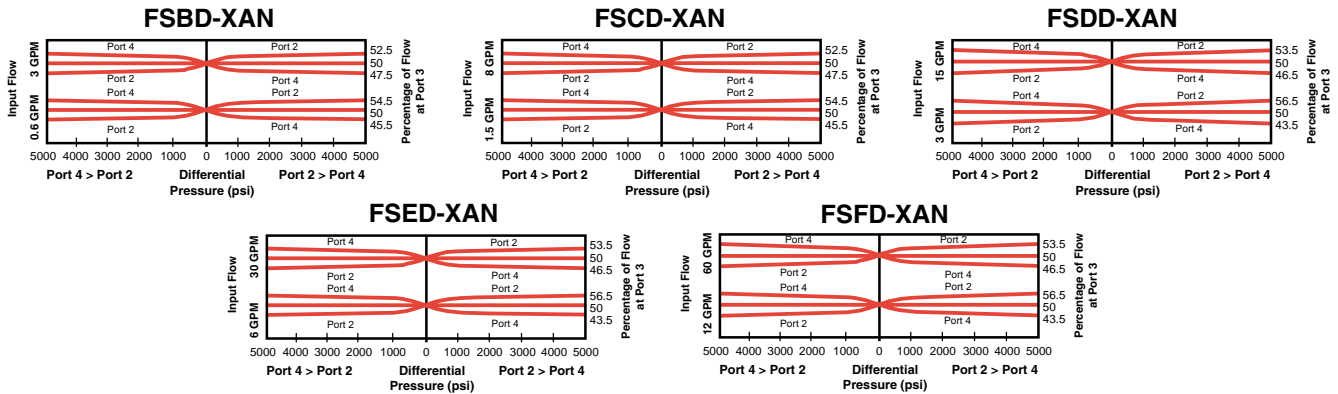 FSBD-XAN
Input Flow
3 GPM
0.6 GPM
Port 4
Port 2
52.5
50
47.5
Port 2
Port 4
Port 4
Port 2
54.5
50
45.5
Port 2
Port 4
Percentage of Flow
at Port 3
5000 4000 3000 2000 1000 0 1000 2000 3000 4000 5000
Port 4 > Port 2 Differential Port 2 > Port 4
Pressure (psi)
FSCD-XAN
Input Flow
8 GPM
1.5 GPM
Port 4
Port 2
52.5
50
47.5
Port 2
Port 4
Port 4
Port 2
54.5
50
45.5
Port 2
Port 4
Percentage of Flow
at Port 3
5000 4000 3000 2000 1000 0 1000 2000 3000 4000 5000
Port 4 > Port 2 Differential Port 2 > Port 4
Pressure (psi)
FSDD-XAN
Input Flow
15 GPM
3 GPM
Port 4
Port 2
53.5
50
46.5
Port 2
Port 4
Port 4
Port 2
56.5
50
43.5
Port 2
Port 4
Percentage of Flow
at Port 3
5000 4000 3000 2000 1000 0 1000 2000 3000 4000 5000
Port 4 > Port 2 Differential Port 2 > Port 4
Pressure (psi)
FSED-XAN
Input Flow
30 GPM
6 GPM
Port 4
Port 2
53.5
50
46.5
Port 2
Port 4
Port 4
Port 2
56.5
50
43.5
Port 2
Port 4
Percentage of Flow
at Port 3
5000 4000 3000 2000 1000 0 1000 2000 3000 4000 5000
Port 4 > Port 2 Differential Port 2 > Port 4
Pressure (psi)
FSFD-XAN
Input Flow
60 GPM
12 GPM
Port 4
Port 2
53.5
50
46.5
Port 2
Port 4
Port 4
Port 2
56.5
50
43.5
Port 2
Port 4
Percentage of Flow
at Port 3
5000 4000 3000 2000 1000 0 1000 2000 3000 4000 5000
Port 4 > Port 2 Differential Port 2 > Port 4
Pressure (psi)